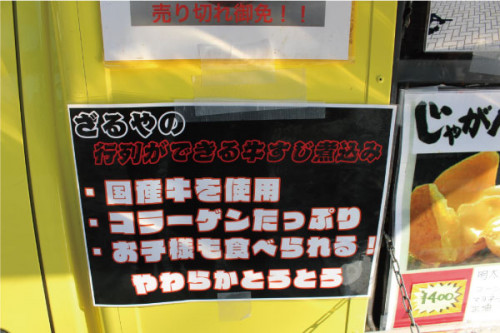 売り切れ御免！！
ざるやの
行列ができる牛すじ煮込み
・国産牛を使用
・コラーゲンたっぷり
・お子様も食べられる！
やわらかとろとろ
じゃが
¥400